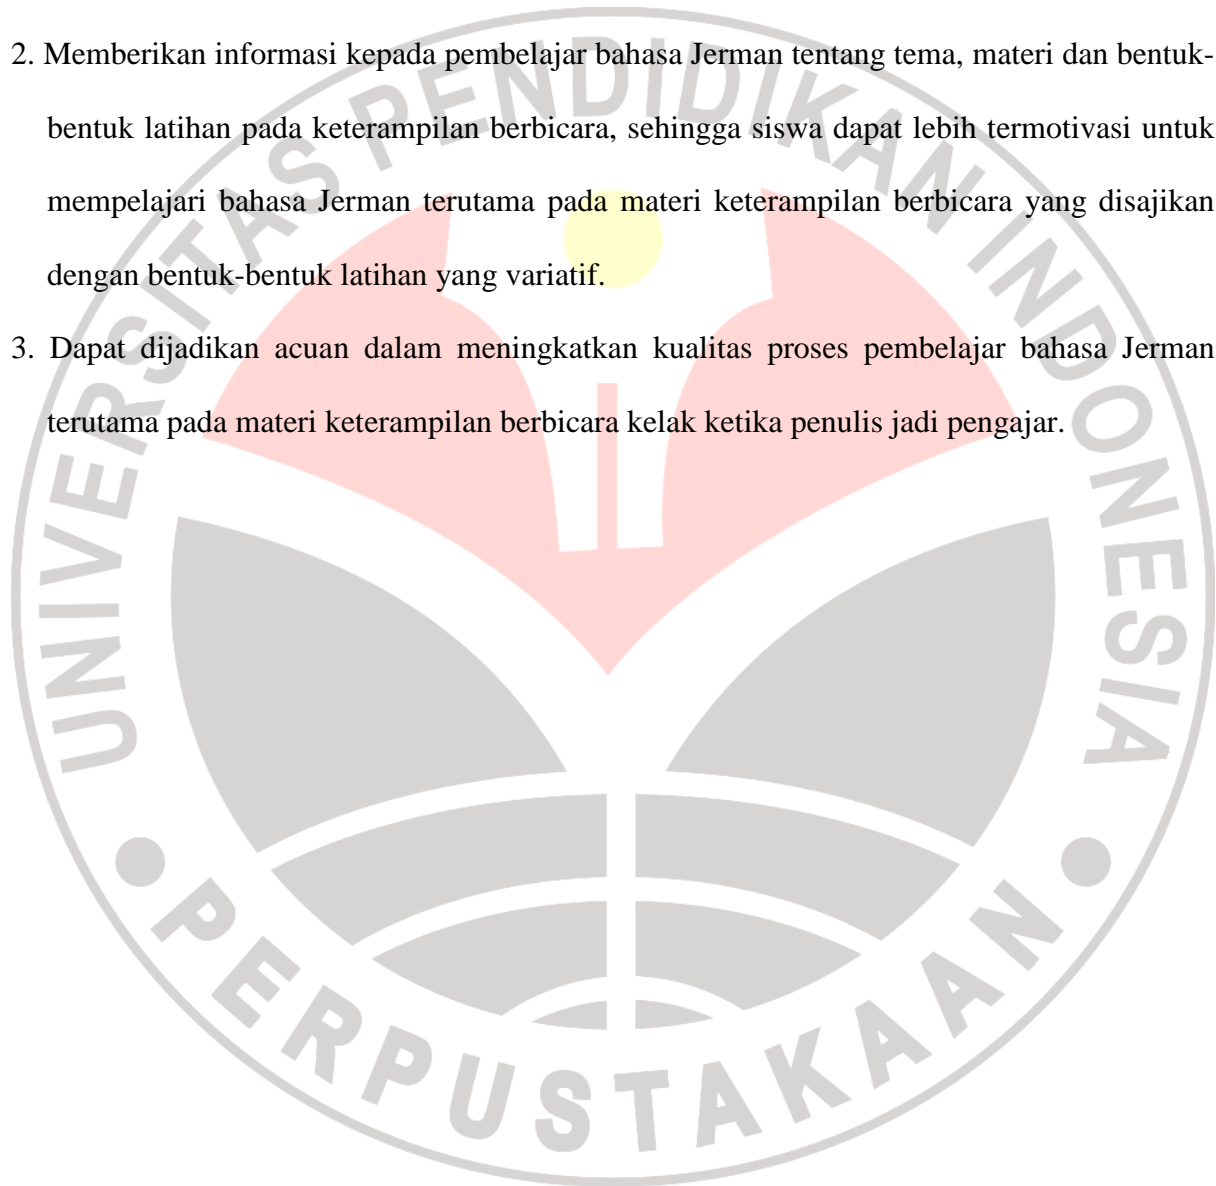 2. Memberikan informasi kepada pembelajar bahasa Jerman tentang tema, materi dan bentuk-
bentuk latihan pada keterampilan berbicara, sehingga siswa dapat lebih termotivasi untuk
mempelajari bahasa Jerman terutama pada materi keterampilan berbicara yang disajikan
dengan bentuk-bentuk latihan yang variatif.
3. Dapat dijadikan acuan dalam meningkatkan kualitas proses pembelajar bahasa Jerman
terutama pada materi keterampilan berbicara kelak ketika penulis jadi pengajar.
UNIVERSITAS PENDIDIKAN INDONESIA
PERPUSTAKAAN